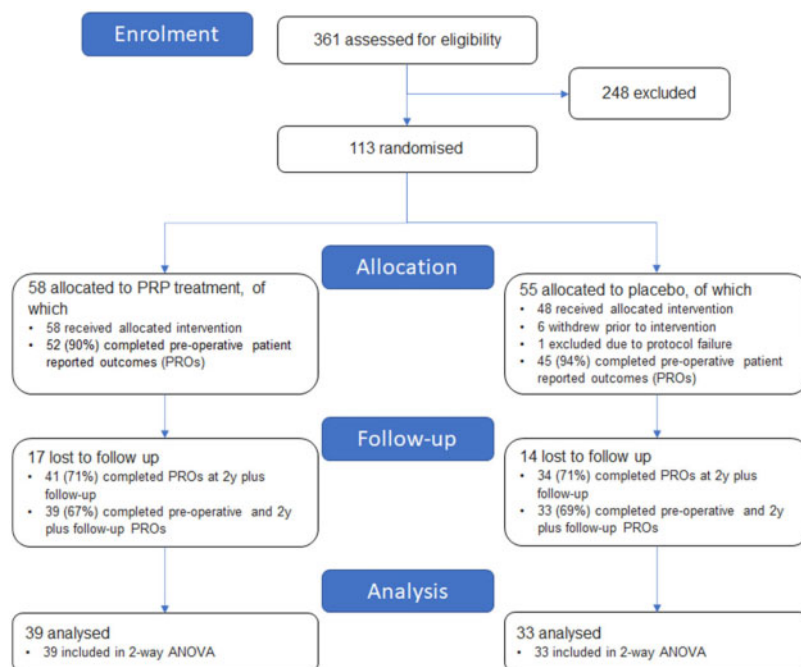 Enrolment
361 assessed for eligibility
248 excluded
113 randomised
Allocation
58 allocated to PRP treatment, of
which
• 58 received allocated intervention
• 52 (90%) completed pre-operative patient
reported outcomes (PROs)
55 allocated to placebo, of which
• 48 received allocated intervention
• 6 withdrew prior to intervention
• 1 excluded due to protocol failure
• 45 (94%) completed pre-operative patient
reported outcomes (PROs)
Follow-up
17 lost to follow up
• 41 (71%) completed PROs at 2y plus
follow-up
• 39 (67%) completed pre-operative and 2y
plus follow-up PROs
14 lost to follow up
• 34 (71%) completed PROs at 2y plus
follow-up
• 33 (69%) completed pre-operative and 2y
plus follow-up PROs
Analysis
39 analysed
• 39 included in 2-way ANOVA
33 analysed
• 33 included in 2-way ANOVA